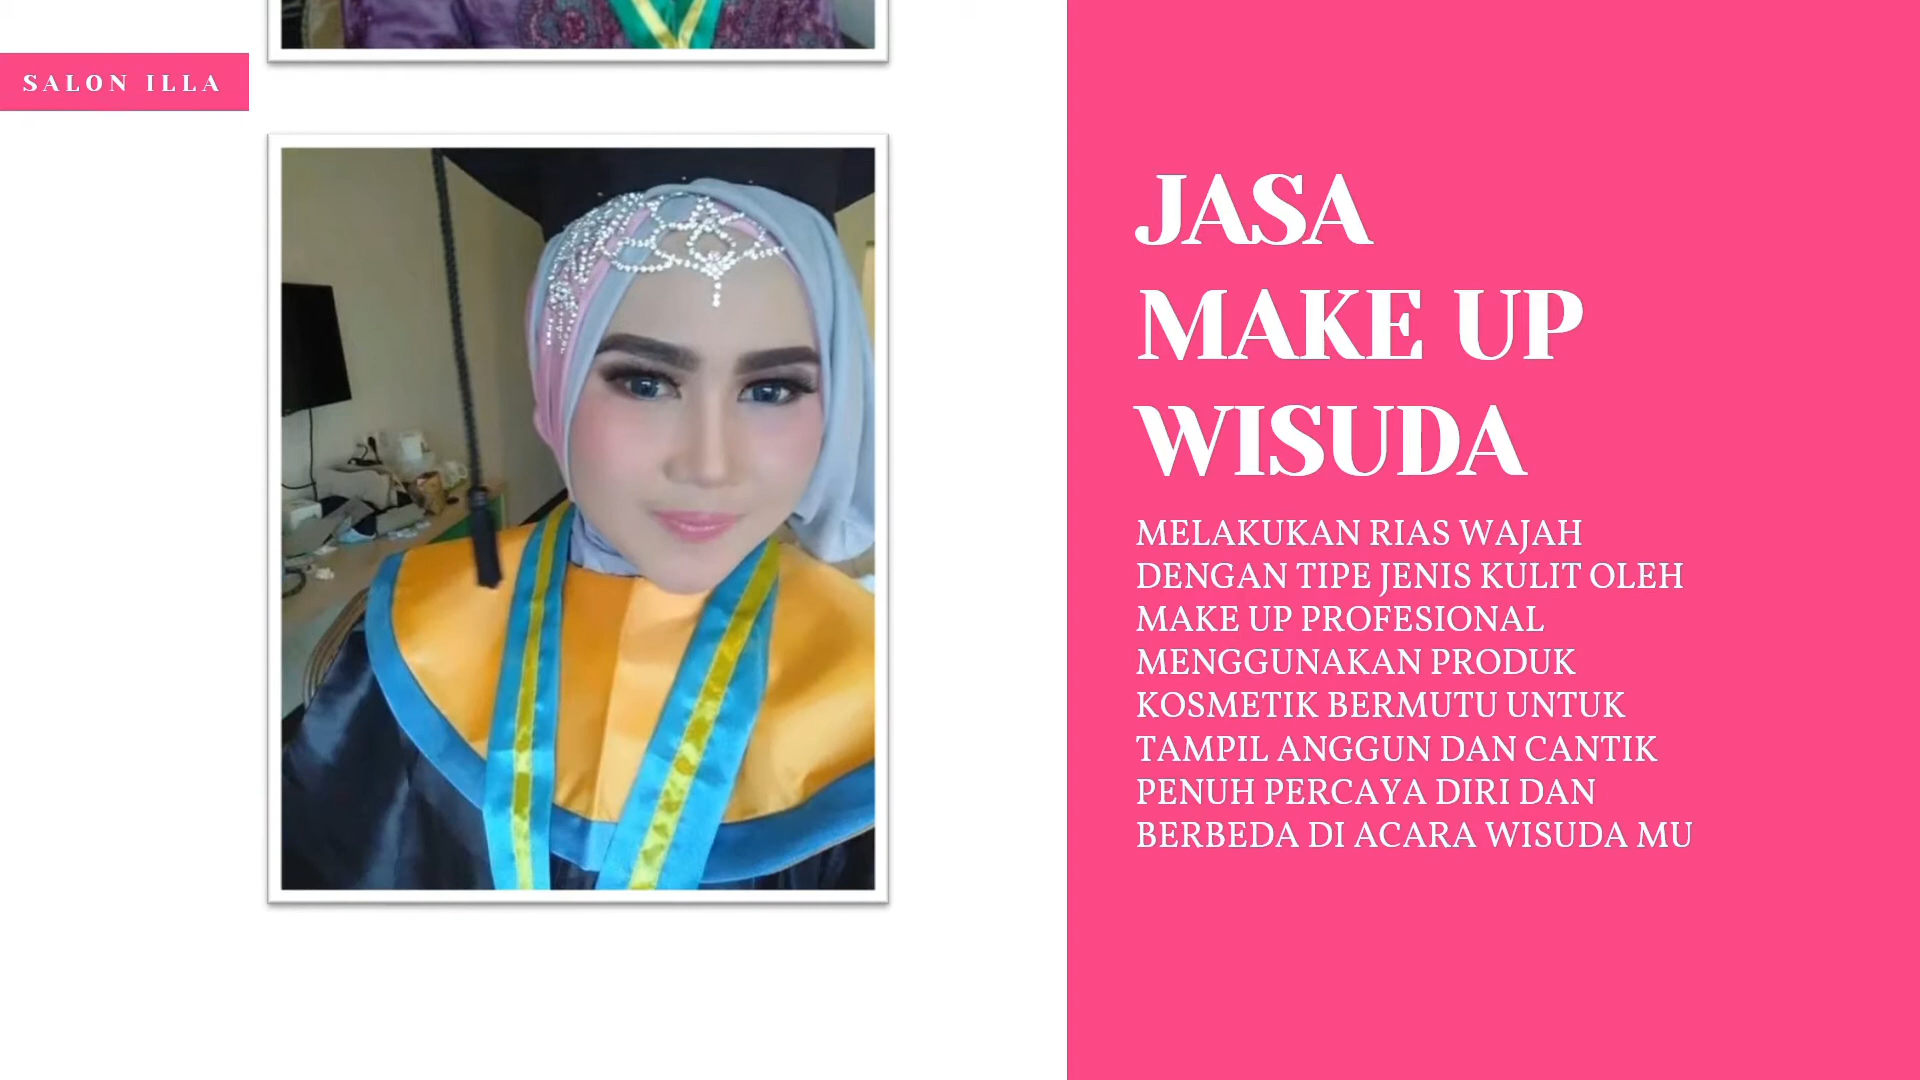 SALON ILLA
JASA
MAKE UP
WISUDA
MELAKUKAN RIAS WAJAH
DENGAN TIPE JENIS KULIT OLEH
MAKE UP PROFESIONAL
MENGGUNAKAN PRODUK
KOSMETIK BERMUTU UNTUK
TAMPIL ANGGUN DAN CANTIK
PENUH PERCAYA DIRI DAN
BERBEDA DI ACARA WISUDA MU